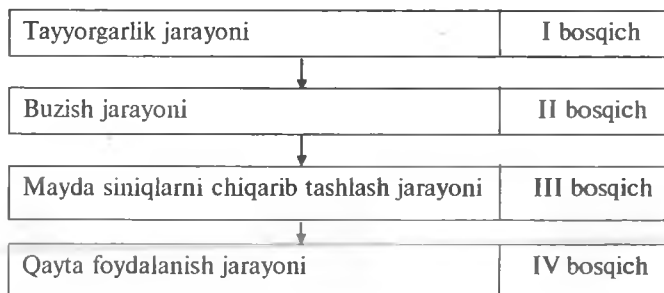 Tayyorgarlik jarayoni I bosqich
Buzish jarayoni II bosqich
Mayda siniqlarni chiqarib tashlash jarayoni III bosqich
Qayta foydalanish jarayoni IV bosqich